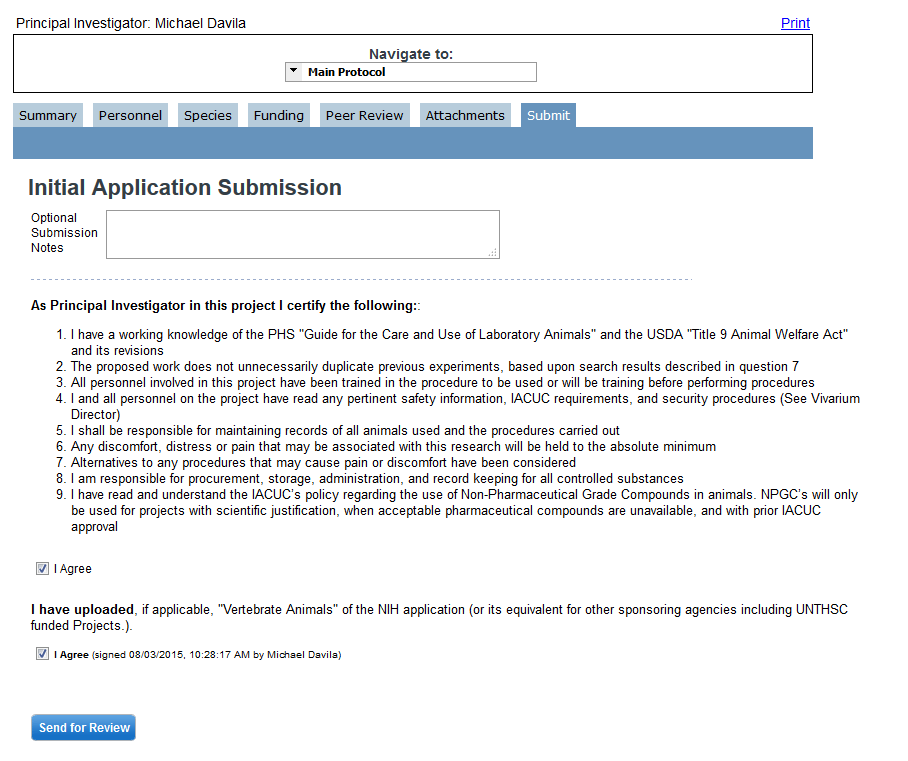 Principal Investigator: Michael Davila Print
Navigate to:
Main Protocol
Summary Personnel Species Funding Peer Review Attachments Submit
Initial Application Submission
Optional
Submission
Notes
As Principal Investigator in this project I certify the following::
1. I have a working knowledge of the PHS "Guide for the Care and Use of Laboratory Animals" and the USDA "Title 9 Animal Welfare Act"
and its revisions
2. The proposed work does not unnecessarily duplicate previous experiments, based upon search results described in question 7
3. All personnel involved in this project have been trained in the procedure to be used or will be training before performing procedures
4. I and all personnel on the project have read any pertinent safety information, IACUC requirements, and security procedures (See Vivarium
Director)
5. I shall be responsible for maintaining records of all animals used and the procedures carried out
6. Any discomfort, distress or pain that may be associated with this research will be held to the absolute minimum
7. Alternatives to any procedures that may cause pain or discomfort have been considered
8. I am responsible for procurement, storage, administration, and record keeping for all controlled substances
9. I have read and understand the IACUC's policy regarding the use of Non-Pharmaceutical Grade Compounds in animals. NPGC's will only
be used for projects with scientific justification, when acceptable pharmaceutical compounds are unavailable, and with prior IACUC
approval
I Agree
I have uploaded, if applicable, "Vertebrate Animals" of the NIH application (or its equivalent for other sponsoring agencies including UNTHSC
funded Projects.).
I Agree (signed 08/03/2015, 10:28:17 AM by Michael Davila)
Send for Review